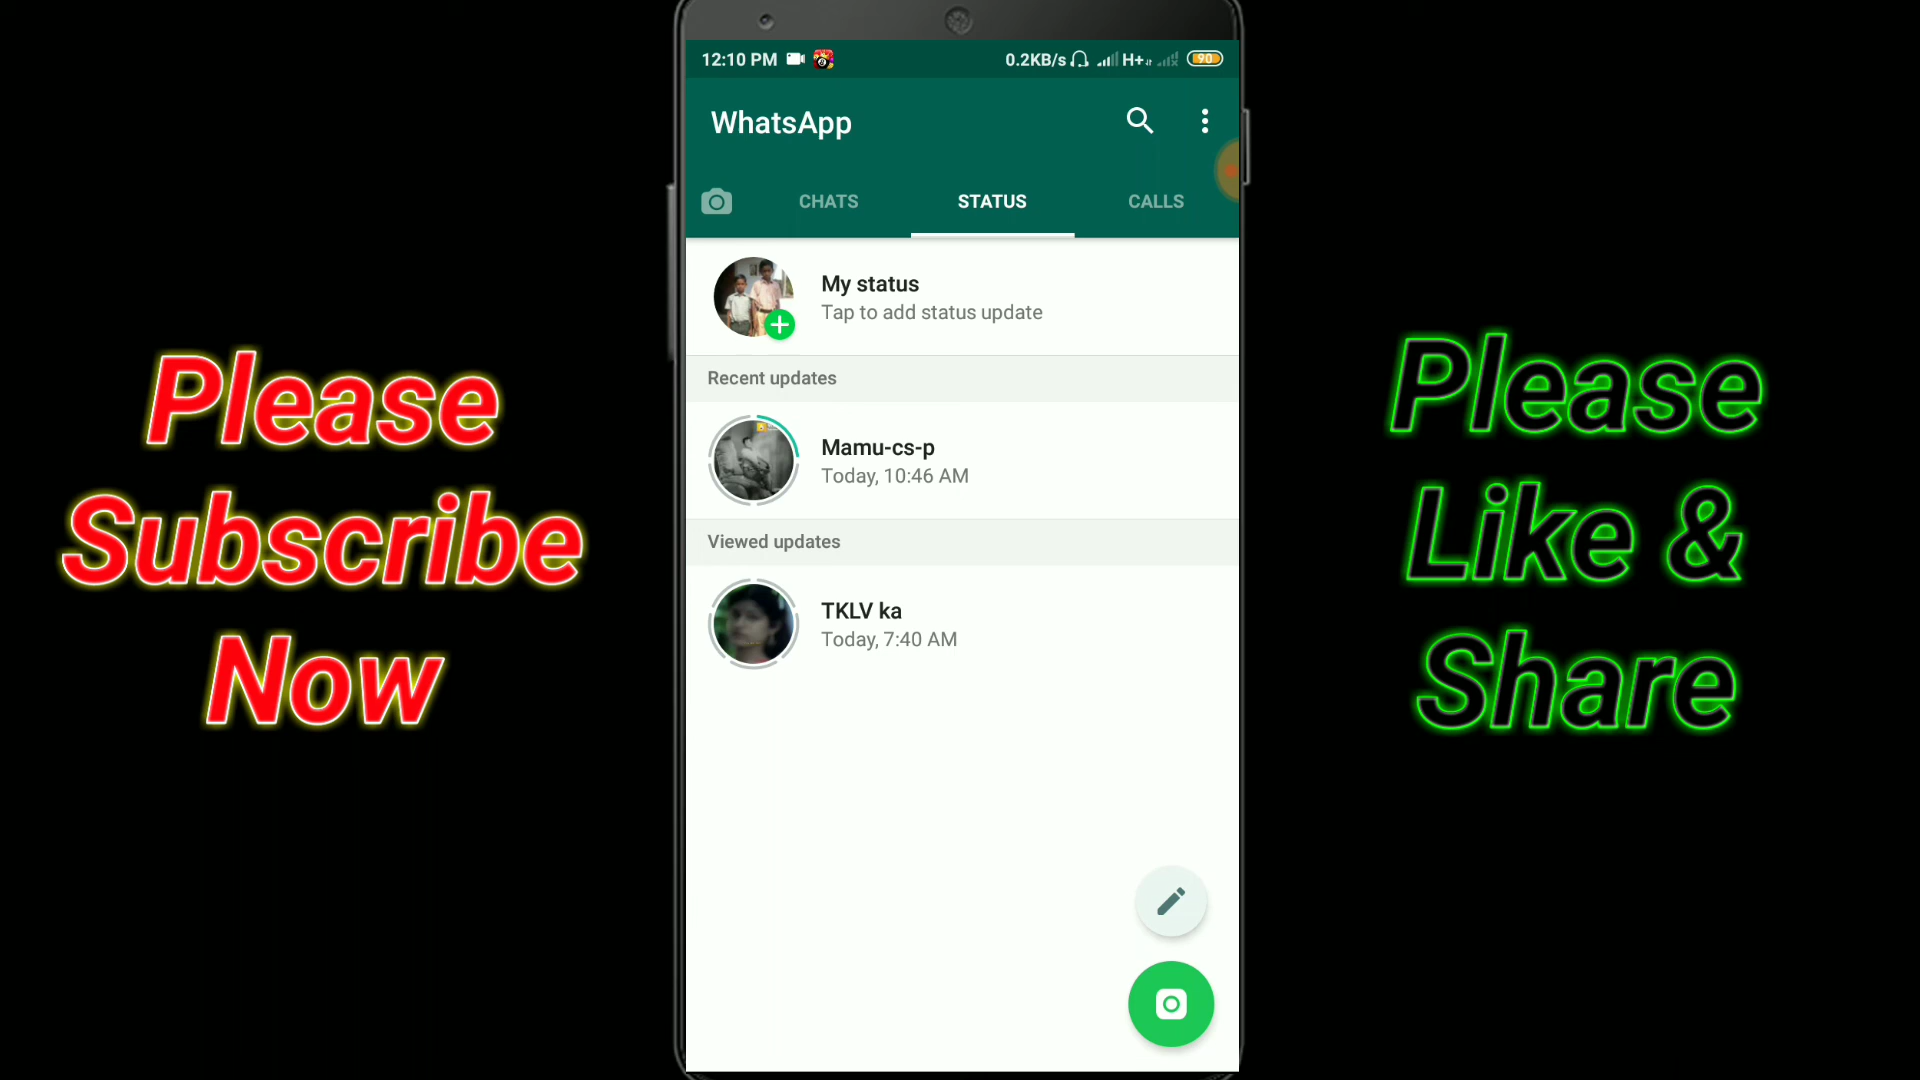 12:10 PM 0.2KB/s H+ 90
WhatsApp
CHATS STATUS CALLS
My status
Tap to add status update
Recent updates
Mamu-cs-p
Today, 10:46 AM
Viewed updates
TKLV ka
Today, 7:40 AM
Please
Subscribe
Now
Please
Like &
Share